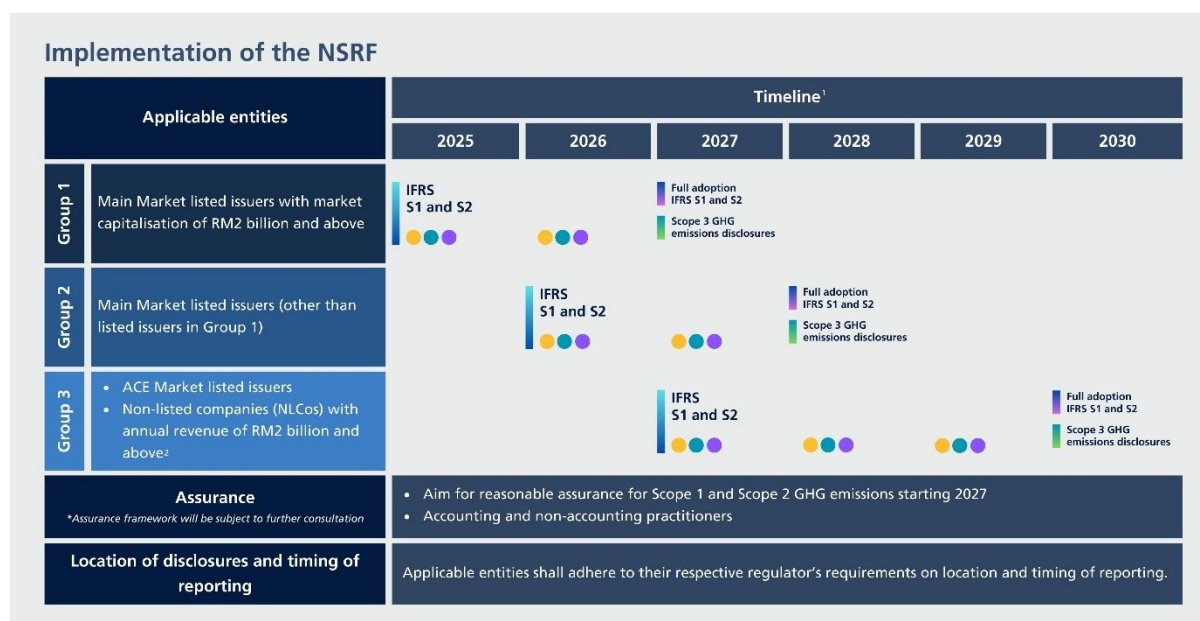 Implementation of the NSRF
Applicable entities
Timeline¹
2025
2026
2027
2028
2029
2030
Group 1
Main Market listed issuers with market
capitalisation of RM2 billion and above
IFRS
S1 and S2
Full adoption
IFRS S1 and S2
Scope 3 GHG
emissions disclosures
Group 2
Main Market listed issuers (other than
listed issuers in Group 1)
IFRS
S1 and S2
Full adoption
IFRS S1 and S2
Scope 3 GHG
emissions disclosures
Group 3
• ACE Market listed issuers
• Non-listed companies (NLCos) with
annual revenue of RM2 billion and
above²
IFRS
S1 and S2
Full adoption
IFRS S1 and S2
Scope 3 GHG
emissions disclosures
Assurance
*Assurance framework will be subject to further consultation
• Aim for reasonable assurance for Scope 1 and Scope 2 GHG emissions starting 2027
• Accounting and non-accounting practitioners
Location of disclosures and timing of
reporting
Applicable entities shall adhere to their respective regulator’s requirements on location and timing of reporting.